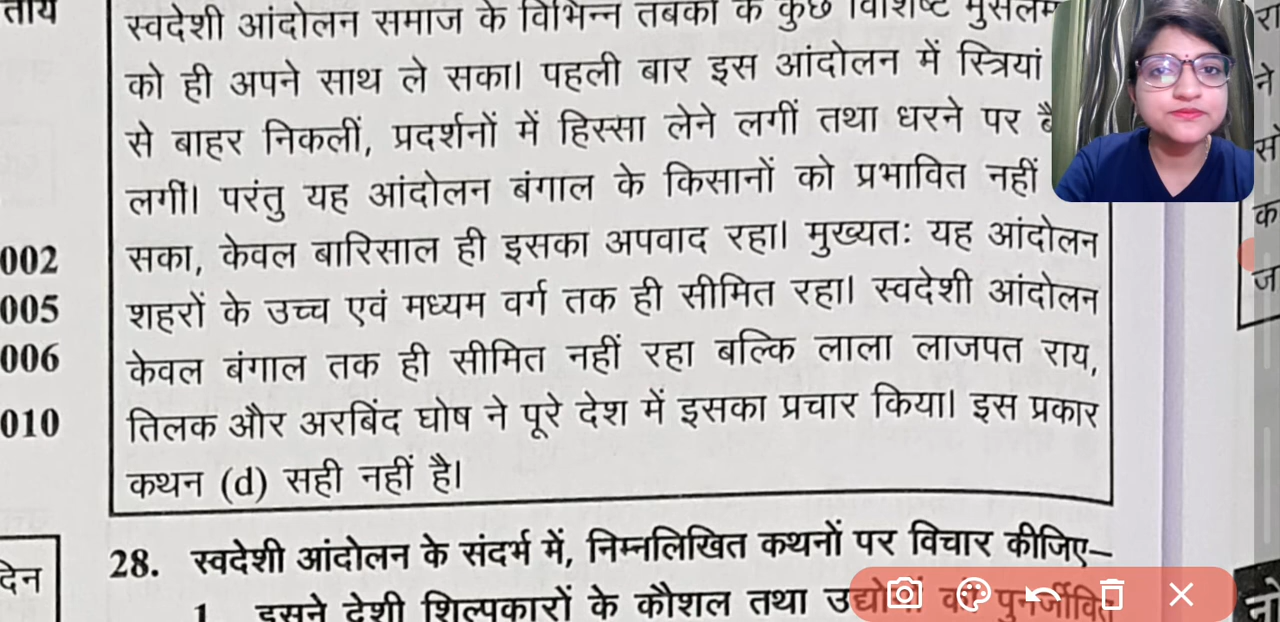 तीय
स्वदेशी आंदोलन समाज के विभिन्न तबकों के कुछ विशिष्ट
को ही अपने साथ ले सका। पहली बार इस आंदोलन में स्त्रियां
से बाहर निकलीं, प्रदर्शनों में हिस्सा लेने लगीं तथा धरने पर
लगीं। परंतु यह आंदोलन बंगाल के किसानों को प्रभावित नहीं
सका, केवल बारिसाल ही इसका अपवाद रहा। मुख्यतः यह आंदोलन
शहरों के उच्च एवं मध्यम वर्ग तक ही सीमित रहा। स्वदेशी आंदोलन
केवल बंगाल तक ही सीमित नहीं रहा बल्कि लाला लाजपत राय,
तिलक और अरबिंद घोष ने पूरे देश में इसका प्रचार किया। इस प्रकार
कथन (d) सही नहीं है।
28. स्वदेशी आंदोलन के संदर्भ में, निम्नलिखित कथनों पर विचार कीजिए–
1. इसने देशी शिल्पकारों के कौशल तथा उद्योगों को पुनर्जीवित
002
005
006
010
देन
रा
ने
से
क
ज